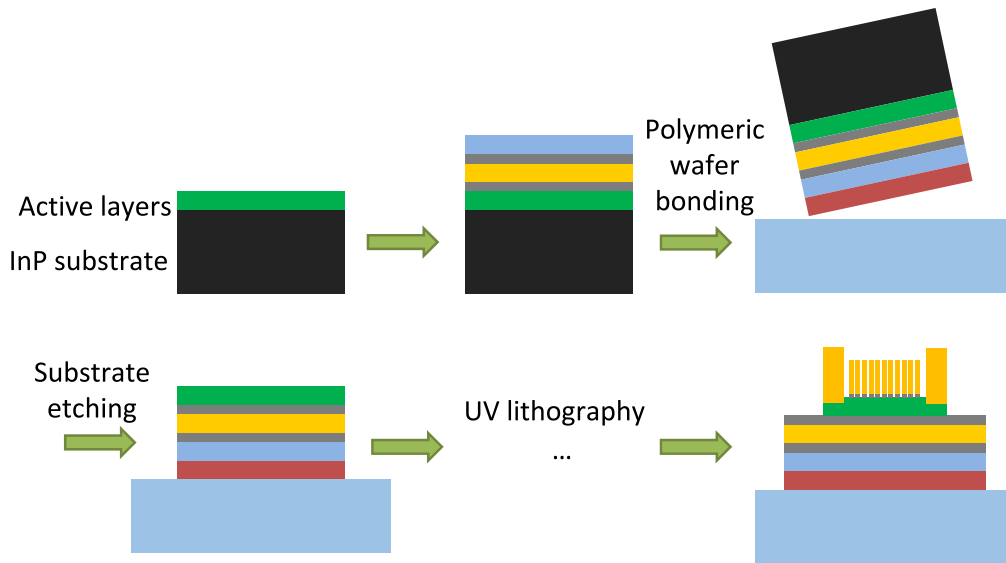 Active layers
InP substrate
Polymeric
wafer
bonding
Substrate
etching
UV lithography
...